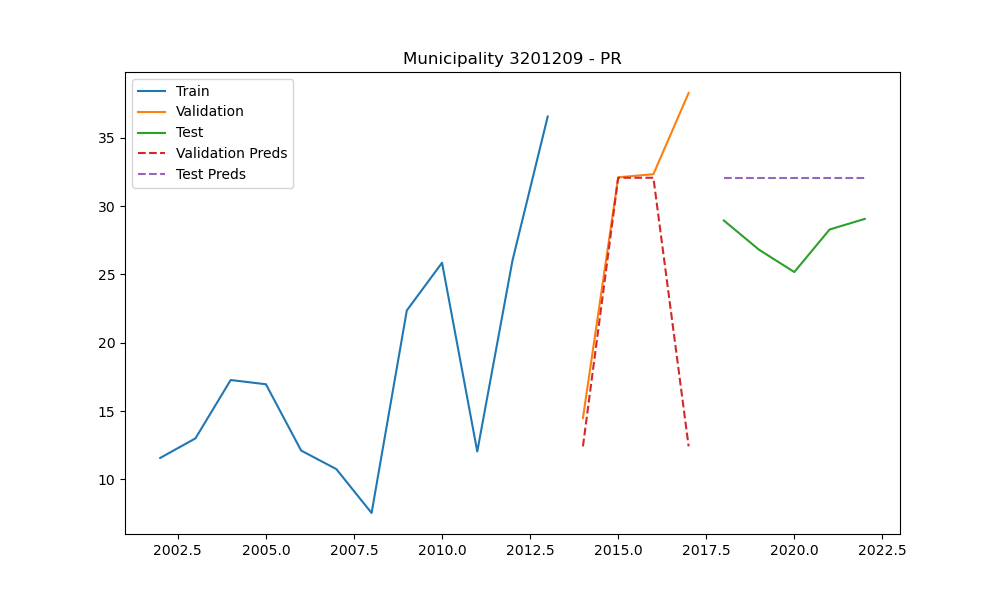 Municipality 3201209 - PR
Train
Validation
Test
Validation Preds
Test Preds
35
30
25
20
15
10
2002.5 2005.0 2007.5 2010.0 2012.5 2015.0 2017.5 2020.0 2022.5